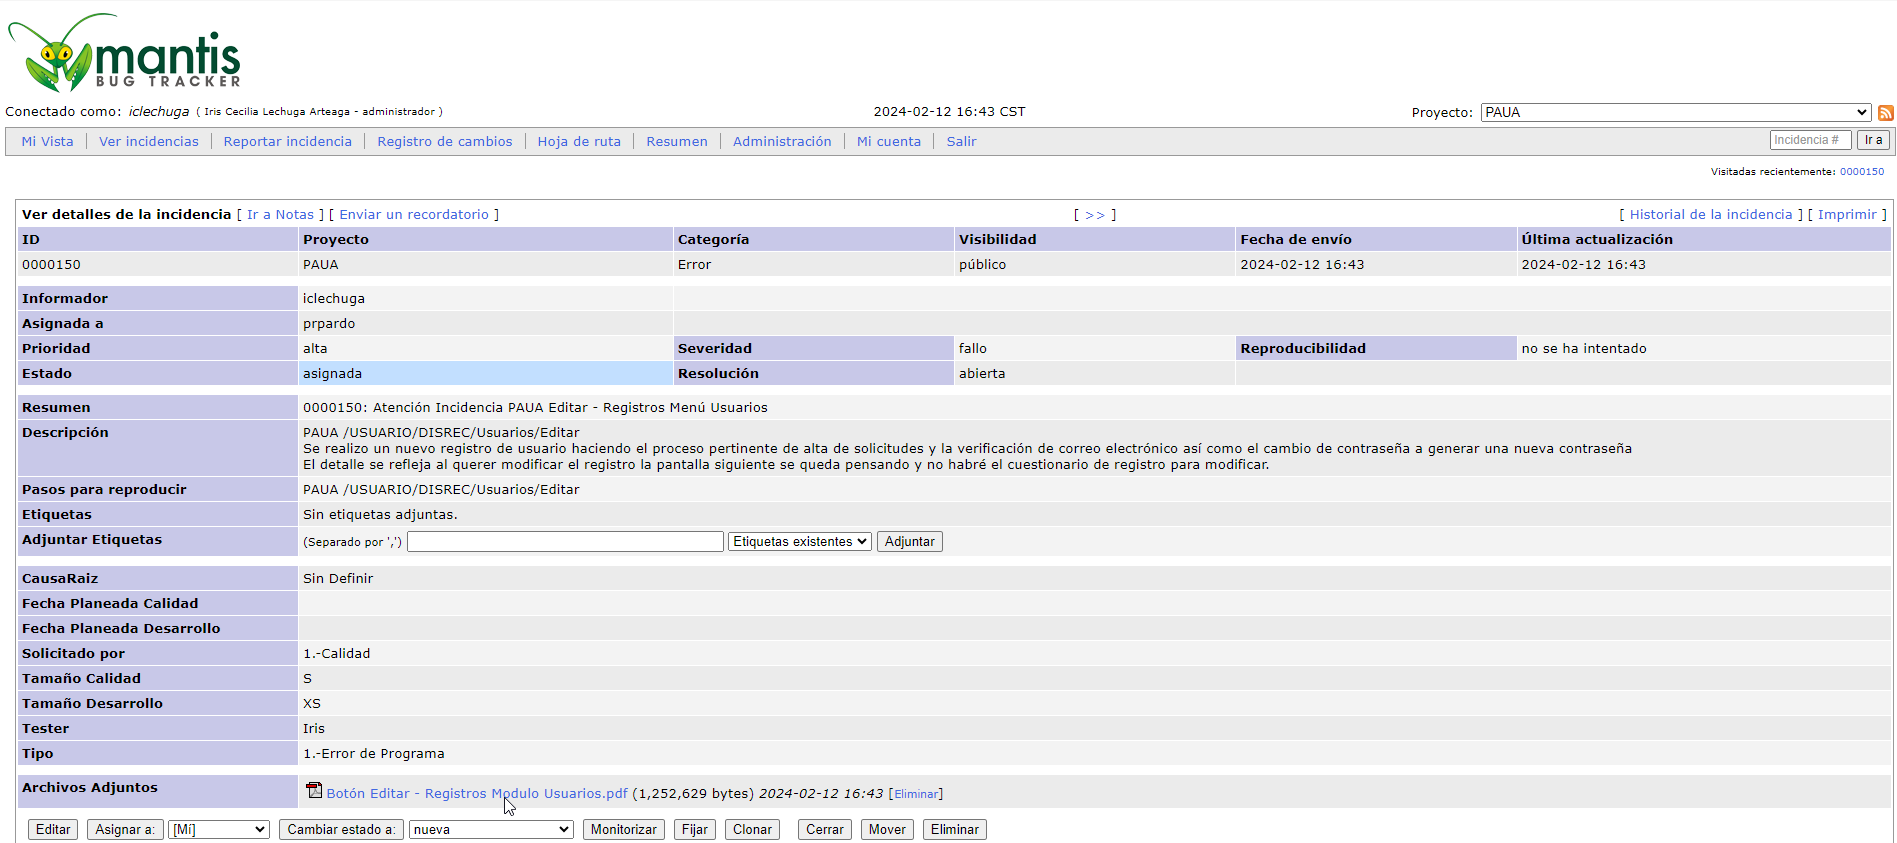 mantis
BUG TRACKER
Conectado como: iclechuga ( Iris Cecilia Lechuga Arteaga - administrador )
2024-02-12 16:43 CST
Proyecto: PAUA
Mi Vista | Ver incidencias | Reportar incidencia | Registro de cambios | Hoja de ruta | Resumen | Administración | Mi cuenta | Salir
Incidencia # Ir a
Visitadas recientemente: 0000150
Ver detalles de la incidencia [ Ir a Notas ] [ Enviar un recordatorio ] [ >> ] [ Historial de la incidencia ] [ Imprimir ]
ID Proyecto Categoría Visibilidad Fecha de envío Última actualización
0000150 PAUA Error público 2024-02-12 16:43 2024-02-12 16:43
Informador iclechuga
Asignada a prpardo
Prioridad alta Severidad fallo Reproducibilidad no se ha intentado
Estado asignada Resolución abierta
Resumen 0000150: Atención Incidencia PAUA Editar - Registros Menú Usuarios
Descripción PAUA /USUARIO/DISREC/Usuarios/Editar
Se realizo un nuevo registro de usuario haciendo el proceso pertinente de alta de solicitudes y la verificación de correo electrónico así como el cambio de contraseña a generar una nueva contraseña
El detalle se refleja al querer modificar el registro la pantalla siguiente se queda pensando y no habré el cuestionario de registro para modificar.
Pasos para reproducir PAUA /USUARIO/DISREC/Usuarios/Editar
Etiquetas Sin etiquetas adjuntas.
Adjuntar Etiquetas (Separado por ',') Etiquetas existentes Adjuntar
CausaRaiz Sin Definir
Fecha Planeada Calidad
Fecha Planeada Desarrollo
Solicitado por 1.-Calidad
Tamaño Calidad S
Tamaño Desarrollo XS
Tester Iris
Tipo 1.-Error de Programa
Archivos Adjuntos Botón Editar - Registros Modulo Usuarios.pdf (1,252,629 bytes) 2024-02-12 16:43 [Eliminar]
Editar Asignar a: [Mí] Cambiar estado a: nueva Monitorizar Fijar Clonar Cerrar Mover Eliminar